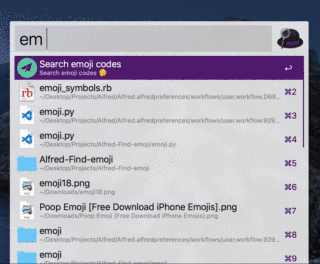 em
Search emoji codes
Search emoji codes 🤔
↩
emoji_symbols.rb
~/Desktop/Projects/Alfred/Alfred.alfredpreferences/workflows/user.workflow.D68...
⌘2
emoji.py
~/Desktop/Projects/Alfred/Alfred.alfredpreferences/workflows/user.workflow.929...
⌘3
emoji.py
~/Desktop/Projects/Alfred-Find-emoji/emoji.py
⌘4
Alfred-Find-emoji
~/Desktop/Projects/Alfred-Find-emoji
⌘5
emoji18.png
~/Downloads/emoji18.png
⌘6
Poop Emoji [Free Download iPhone Emojis].png
~/Downloads/Poop Emoji [Free Download iPhone Emojis].png
⌘7
emoji
~/Desktop/Projects/Alfred/Alfred.alfredpreferences/workflows/user.workflow.929...
⌘8
emoji
⌘9